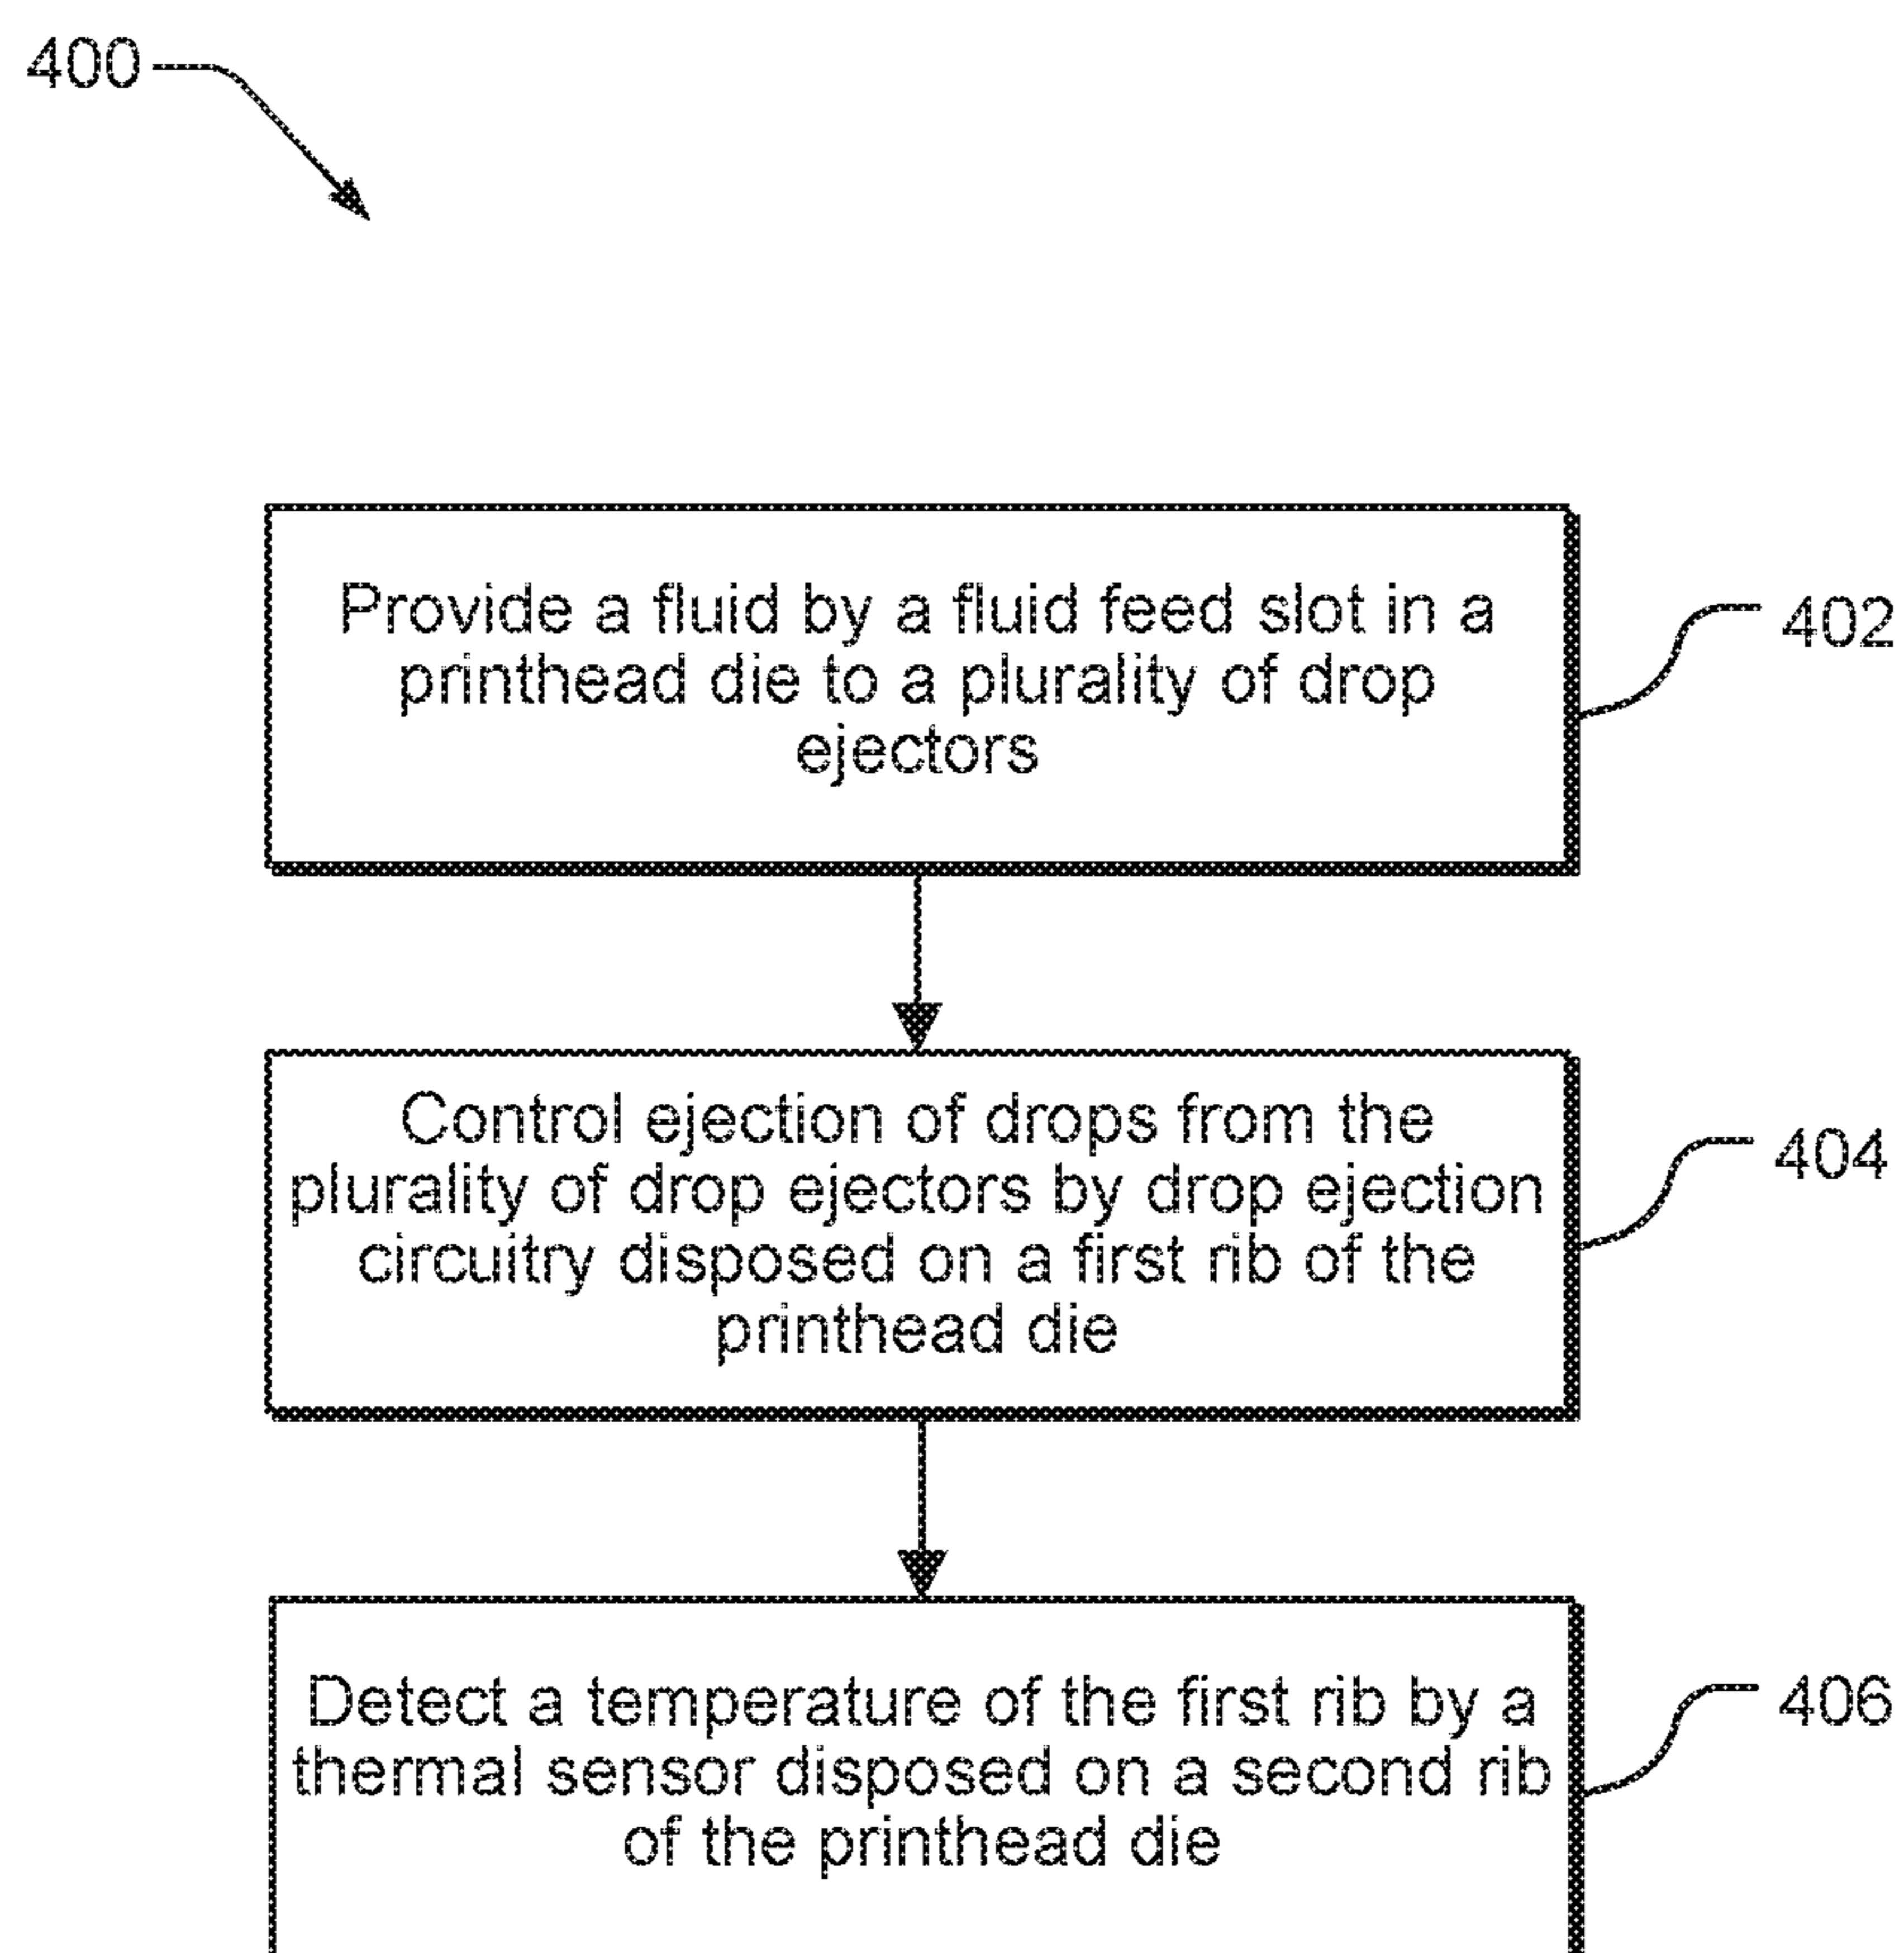 400
Provide a fluid by a fluid feed slot in a
printhead die to a plurality of drop
ejectors
402
Control ejection of drops from the
plurality of drop ejectors by drop ejection
circuitry disposed on a first rib of the
printhead die
404
Detect a temperature of the first rib by a
thermal sensor disposed on a second rib
of the printhead die
406